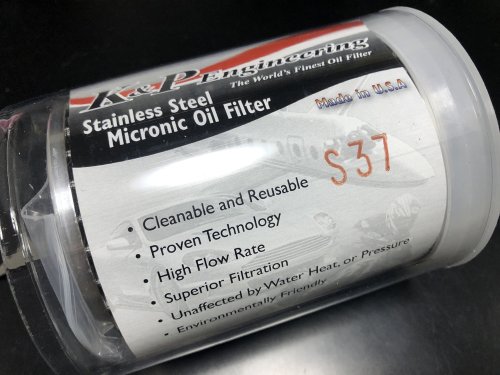 K&P Engineering
The World's Finest Oil Filter
Stainless Steel
Micronic Oil Filter
Made in U.S.A
S37
• Cleanable and Reusable
• Proven Technology
• High Flow Rate
• Superior Filtration
• Unaffected by Water Heat, or Pressure
• Environmentally Friendly